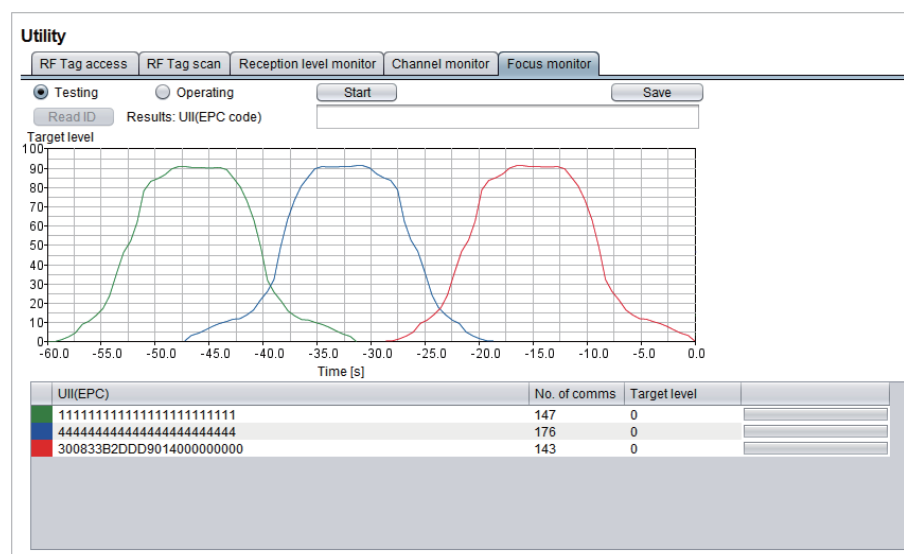 Utility
RF Tag access RF Tag scan Reception level monitor Channel monitor Focus monitor
Testing Operating Start Save
Read ID Results: UII(EPC code)
Target level
100
90
80
70
60
50
40
30
20
10
0
-60.0 -55.0 -50.0 -45.0 -40.0 -35.0 -30.0 -25.0 -20.0 -15.0 -10.0 -5.0 0.0
Time [s]
UII(EPC) No. of comms Target level
111111111111111111111111 147 0
444444444444444444444444 176 0
300833B2DDD9014000000000 143 0